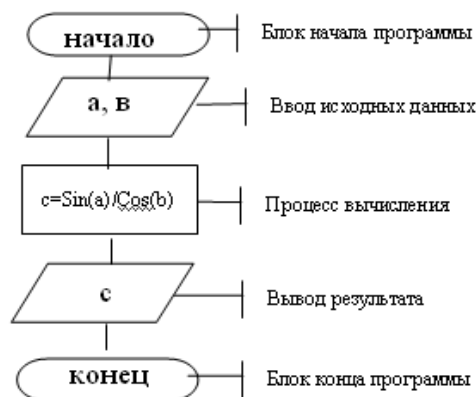 начало
Блок начала программы
а, в
Ввод исходных данных
c=Sin(a)/Cos(b)
Процесс вычисления
с
Вывод результата
конец
Блок конца программы